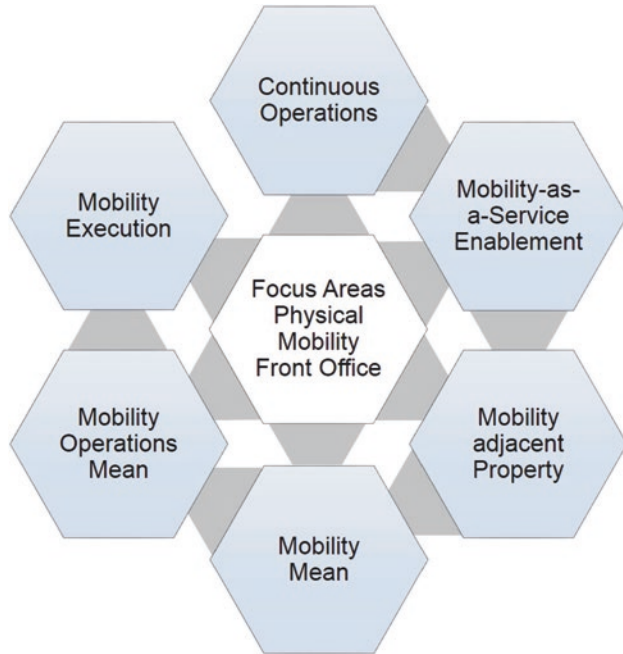 Continuous
Operations
Mobility-as-
a-Service
Enablement
Mobility
adjacent
Property
Mobility
Mean
Mobility
Operations
Mean
Mobility
Execution
Focus Areas
Physical
Mobility
Front Office